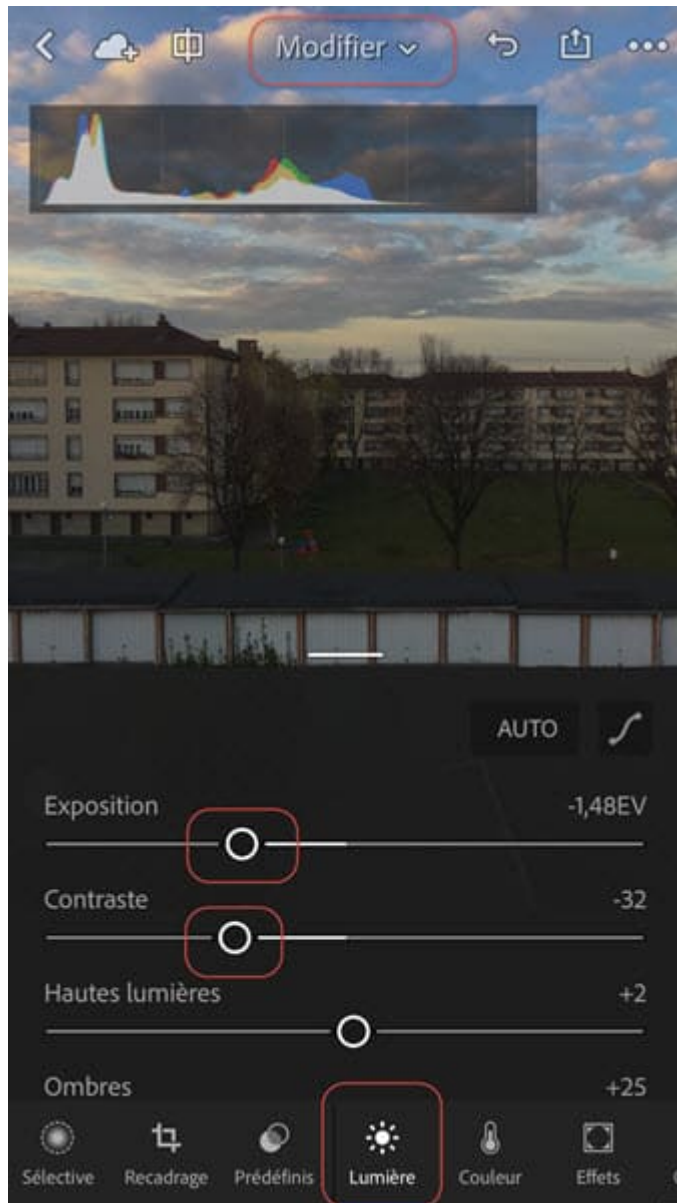 Modifier
AUTO
Exposition -1,48EV
Contraste -32
Hautes lumières +2
Ombres +25
Sélective Recadrage Prédéfinis Lumière Couleur Effets